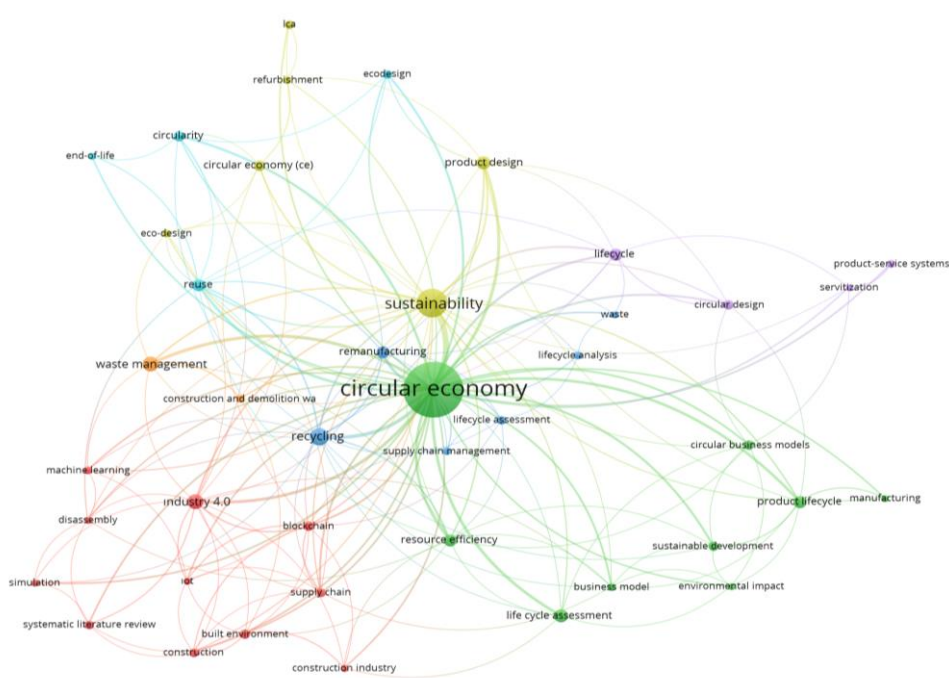 lca
refurbishment
ecodesign
circularity
end-of-life
circular economy (ce)
product design
eco-design
lifecycle
product-service systems
reuse
servitization
sustainability
circular design
waste
remanufacturing
lifecycle analysis
waste management
circular economy
construction and demolition wa
lifecycle assessment
recycling
circular business models
supply chain management
machine learning
industry 4.0
product lifecycle
manufacturing
disassembly
blockchain
resource efficiency
sustainable development
simulation
iot
supply chain
business model
environmental impact
life cycle assessment
systematic literature review
built environment
construction
construction industry